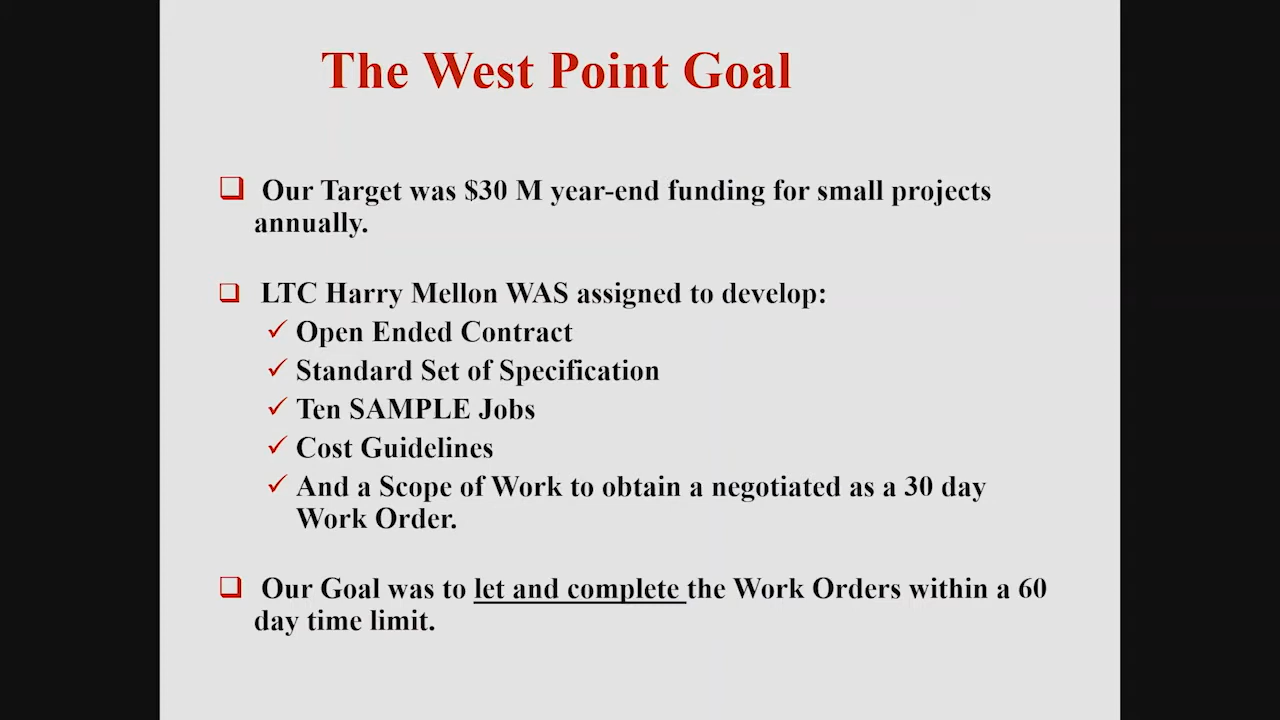 The West Point Goal
❑ Our Target was $30 M year-end funding for small projects
annually.
❑ LTC Harry Mellon WAS assigned to develop:
✓ Open Ended Contract
✓ Standard Set of Specification
✓ Ten SAMPLE Jobs
✓ Cost Guidelines
✓ And a Scope of Work to obtain a negotiated as a 30 day
Work Order.
❑ Our Goal was to let and complete the Work Orders within a 60
day time limit.